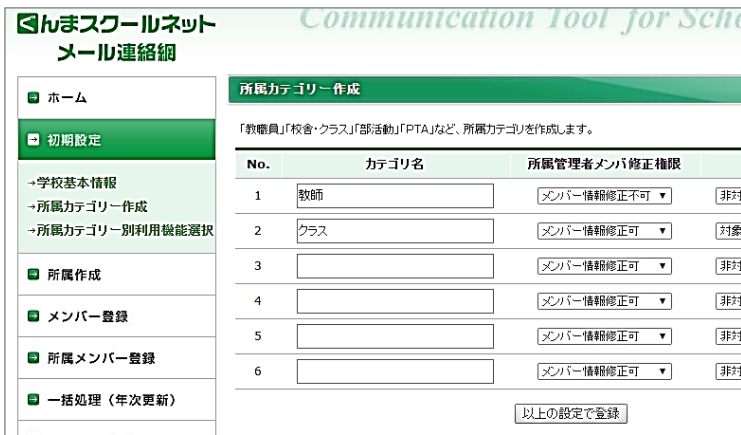 ぐんまスクールネット
メール連絡網
Communication Tool for Scho
ホーム
初期設定
→学校基本情報
→所属カテゴリー作成
→所属カテゴリー別利用機能選択
所属作成
メンバー登録
所属メンバー登録
一括処理（年次更新）
所属カテゴリー作成
「教職員」「校舎・クラス」「部活動」「PTA」など、所属カテゴリを作成します。
No. カテゴリ名 所属管理者メンバ修正権限
1 教師 メンバー情報修正不可 ▼ 非対
2 クラス メンバー情報修正可 ▼ 対象
3 メンバー情報修正可 ▼ 非対
4 メンバー情報修正可 ▼ 非対
5 メンバー情報修正可 ▼ 非対
6 メンバー情報修正可 ▼ 非対
以上の設定で登録